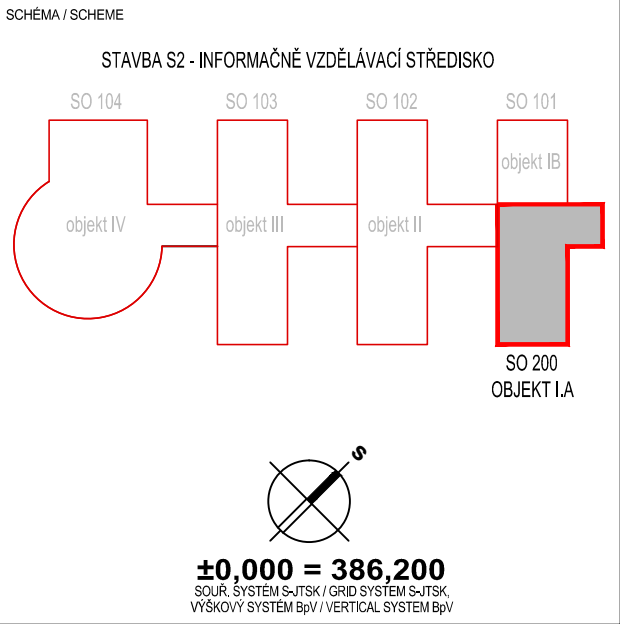 SCHÉMA / SCHEME
STAVBA S2 - INFORMAČNĚ VZDĚLÁVACÍ STŘEDISKO
SO 104
SO 103
SO 102
SO 101
objekt IB
objekt IV
objekt III
objekt II
SO 200
OBJEKT I.A
S
±0,000 = 386,200
SOUŘ. SYSTÉM S-JTSK / GRID SYSTEM S-JTSK,
VÝŠKOVÝ SYSTÉM BpV / VERTICAL SYSTEM BpV